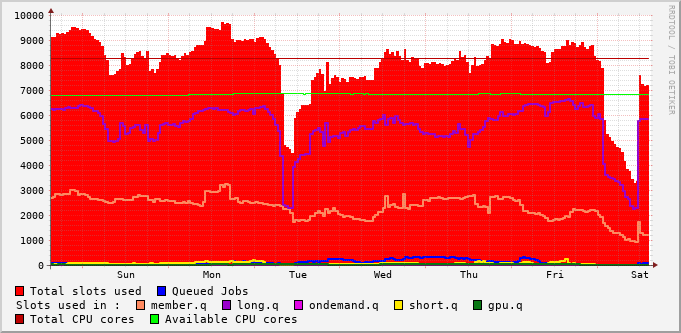 10000
9000
8000
7000
6000
5000
4000
3000
2000
1000
0
Sun Mon Tue Wed Thu Fri Sat
RRDTOOL / TOBI OETIKER
Total slots used Queued Jobs
Slots used in : member.q long.q ondemand.q short.q gpu.q
Total CPU cores Available CPU cores